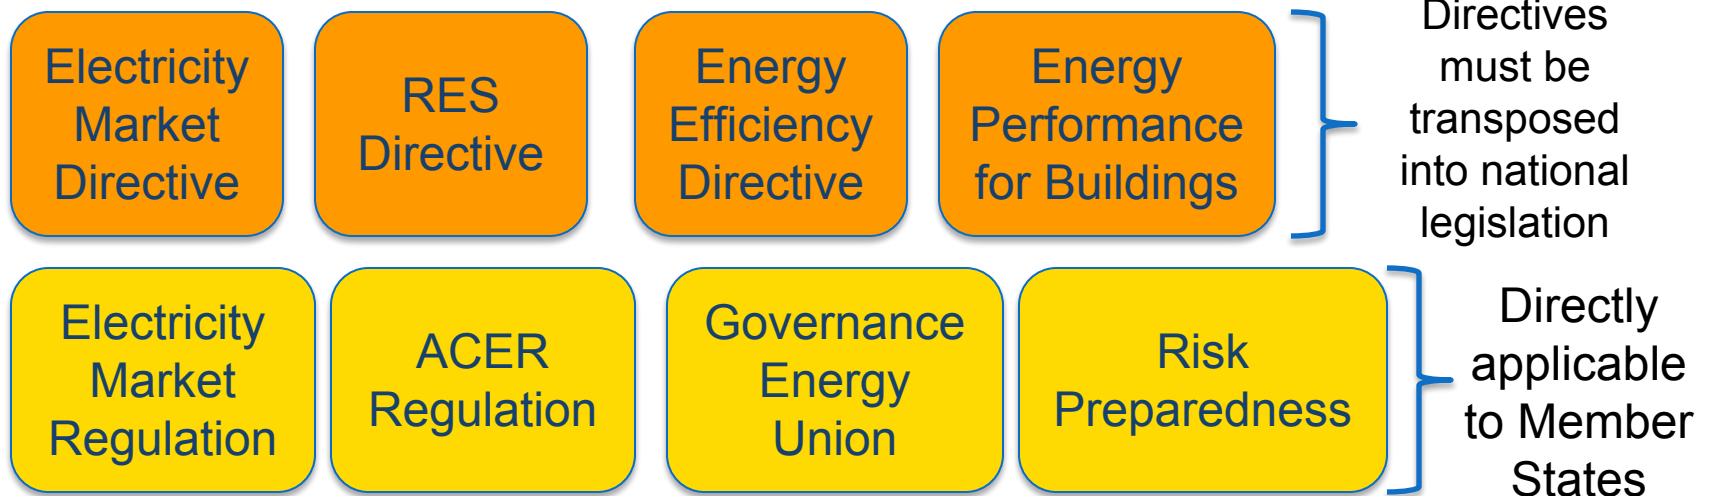 Electricity
Market
Directive
RES
Directive
Energy
Efficiency
Directive
Energy
Performance
for Buildings
Directives
must be
transposed
into national
legislation
Electricity
Market
Regulation
ACER
Regulation
Governance
Energy
Union
Risk
Preparedness
Directly
applicable
to Member
States